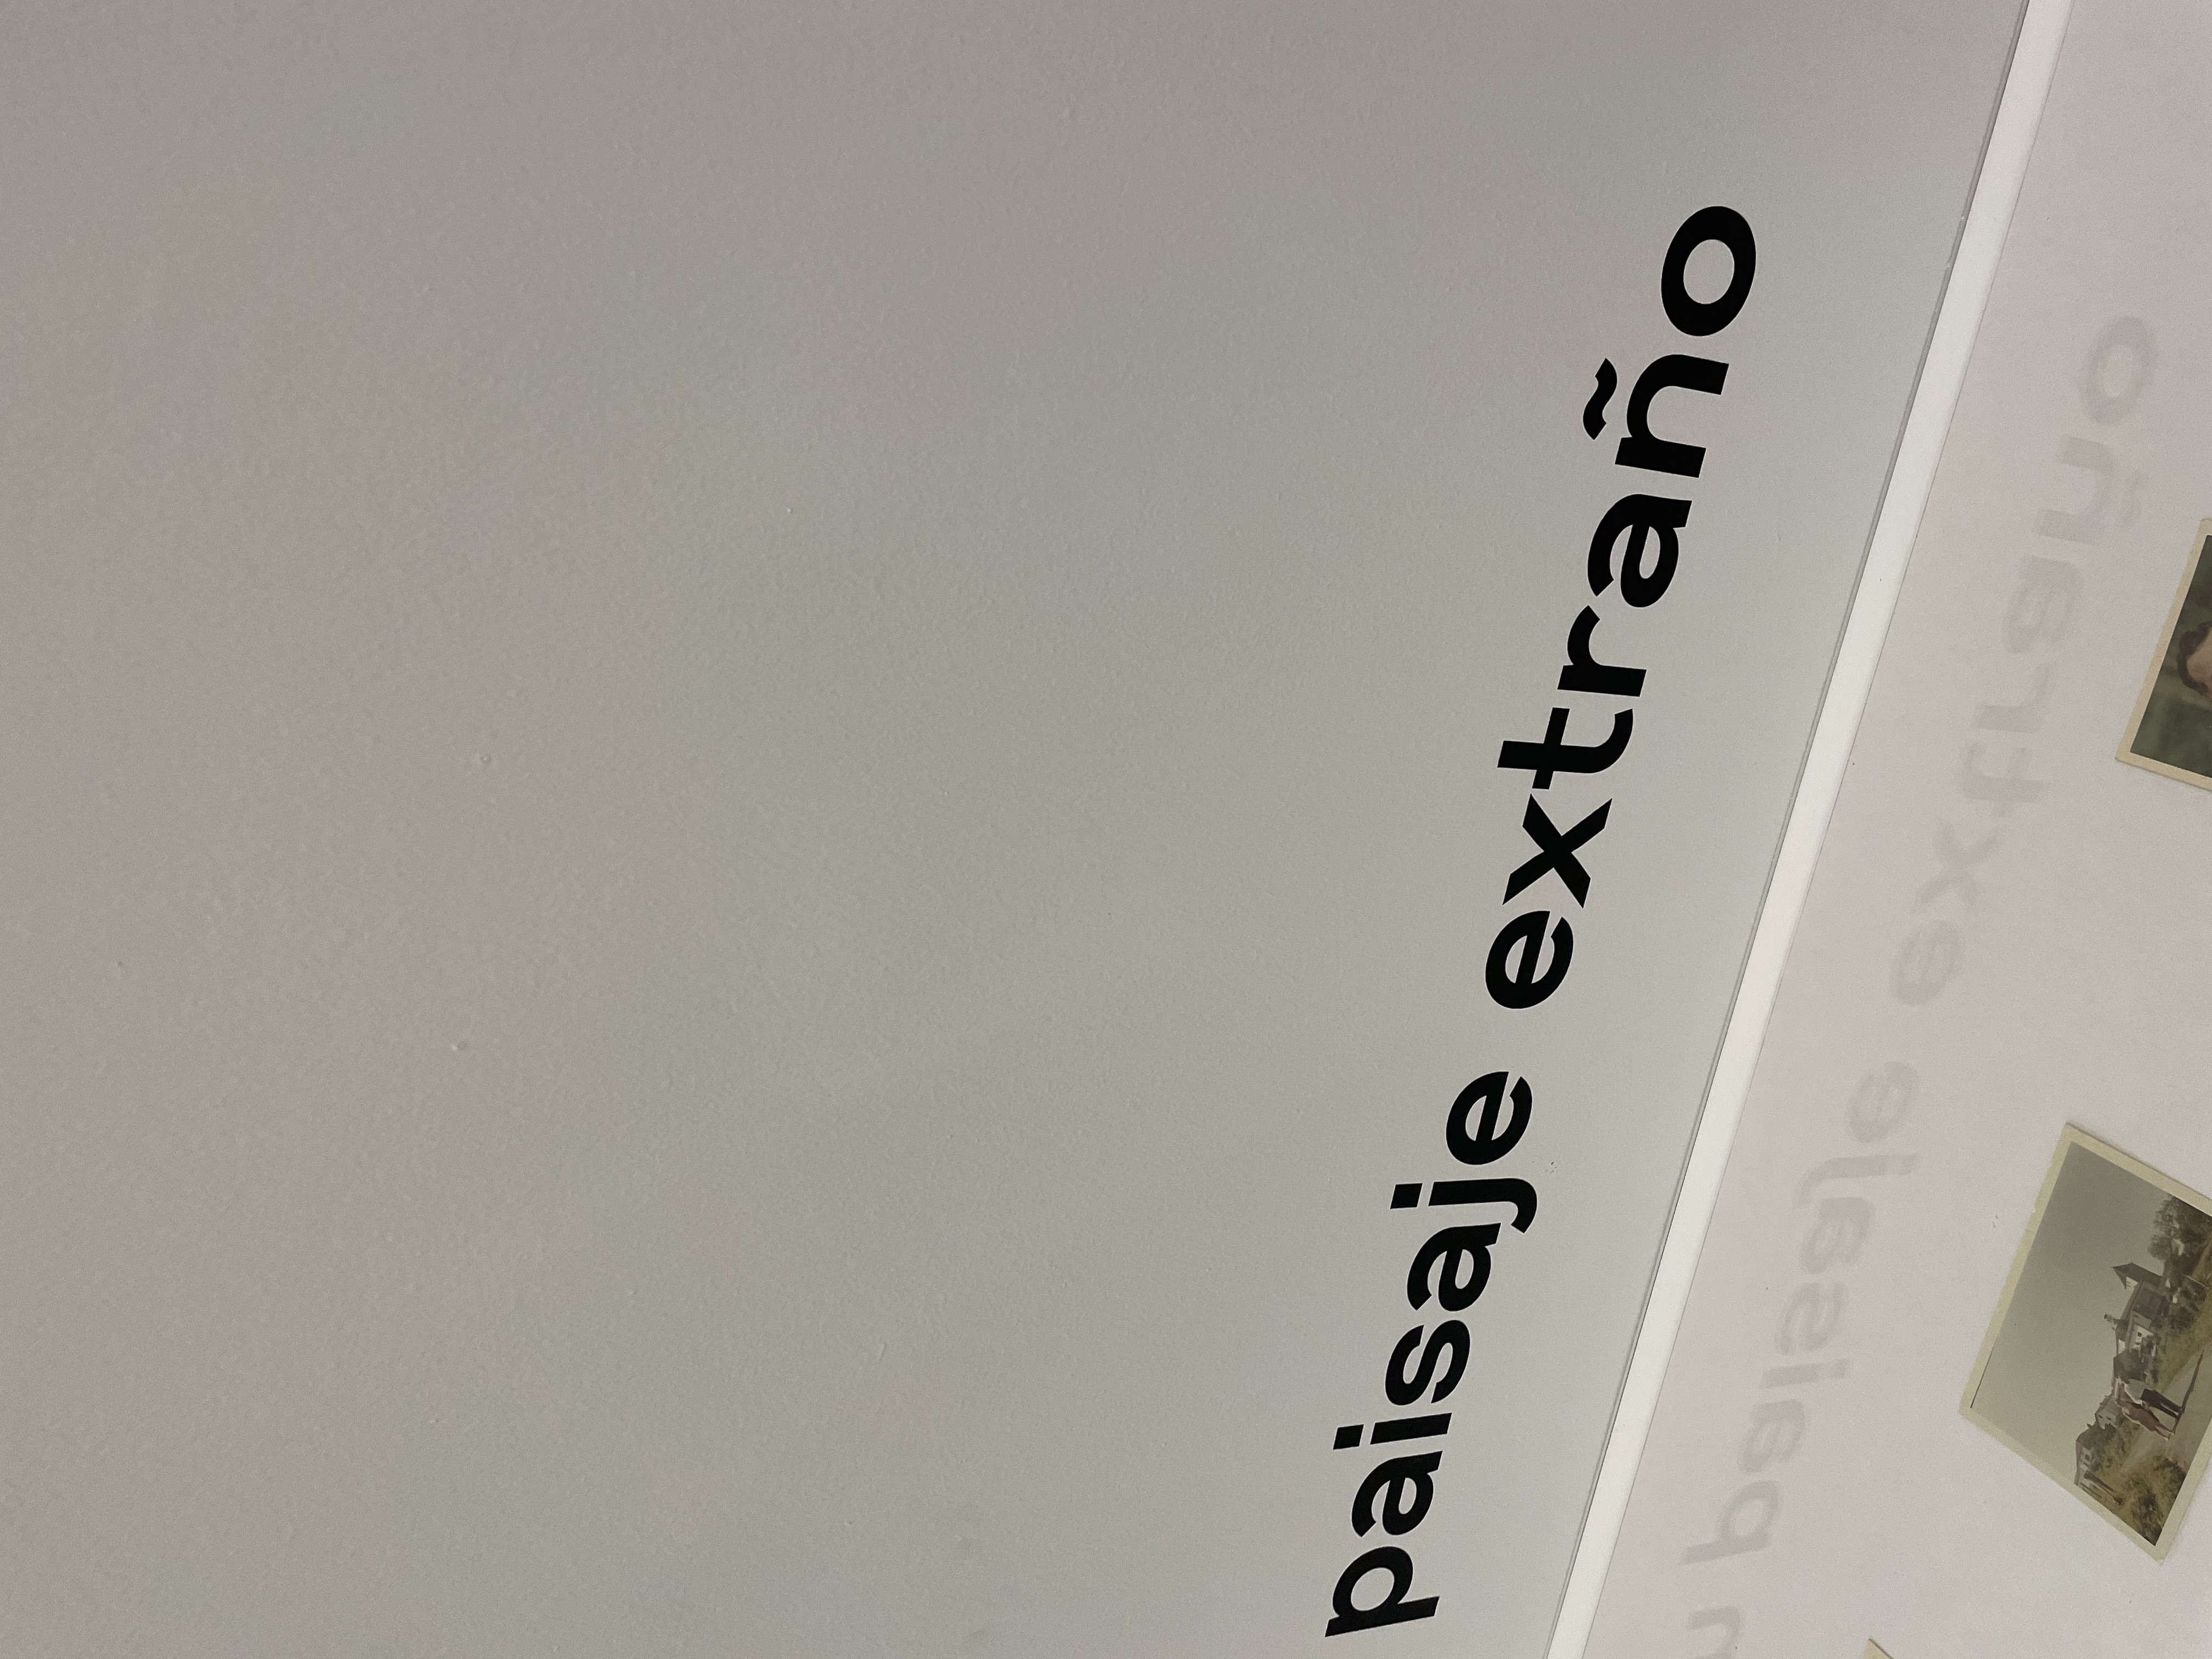 paisaje extraño